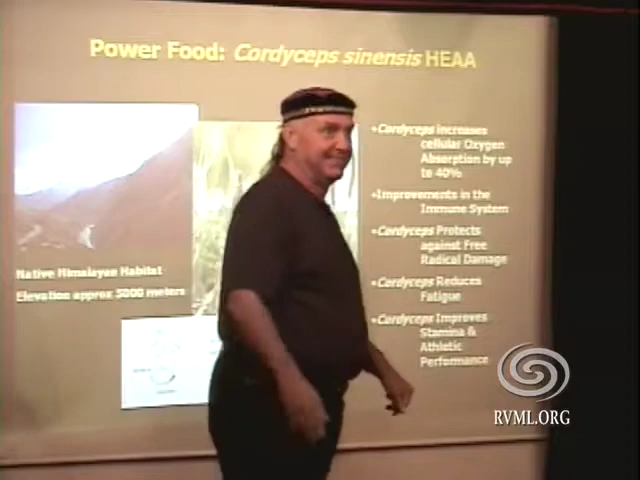 Power Food: Cordyceps sinensis HEAA
•Cordyceps increases
cellular Oxygen
Absorption by up
to 40%
•Improvements in the
Immune System
•Cordyceps Protects
against Free
Radical Damage
•Cordyceps Reduces
Fatigue
•Cordyceps Improves
Stamina &
Athletic
Performance
Native Himalayan Habitat
Elevation approx 5000 meters
RVML.ORG